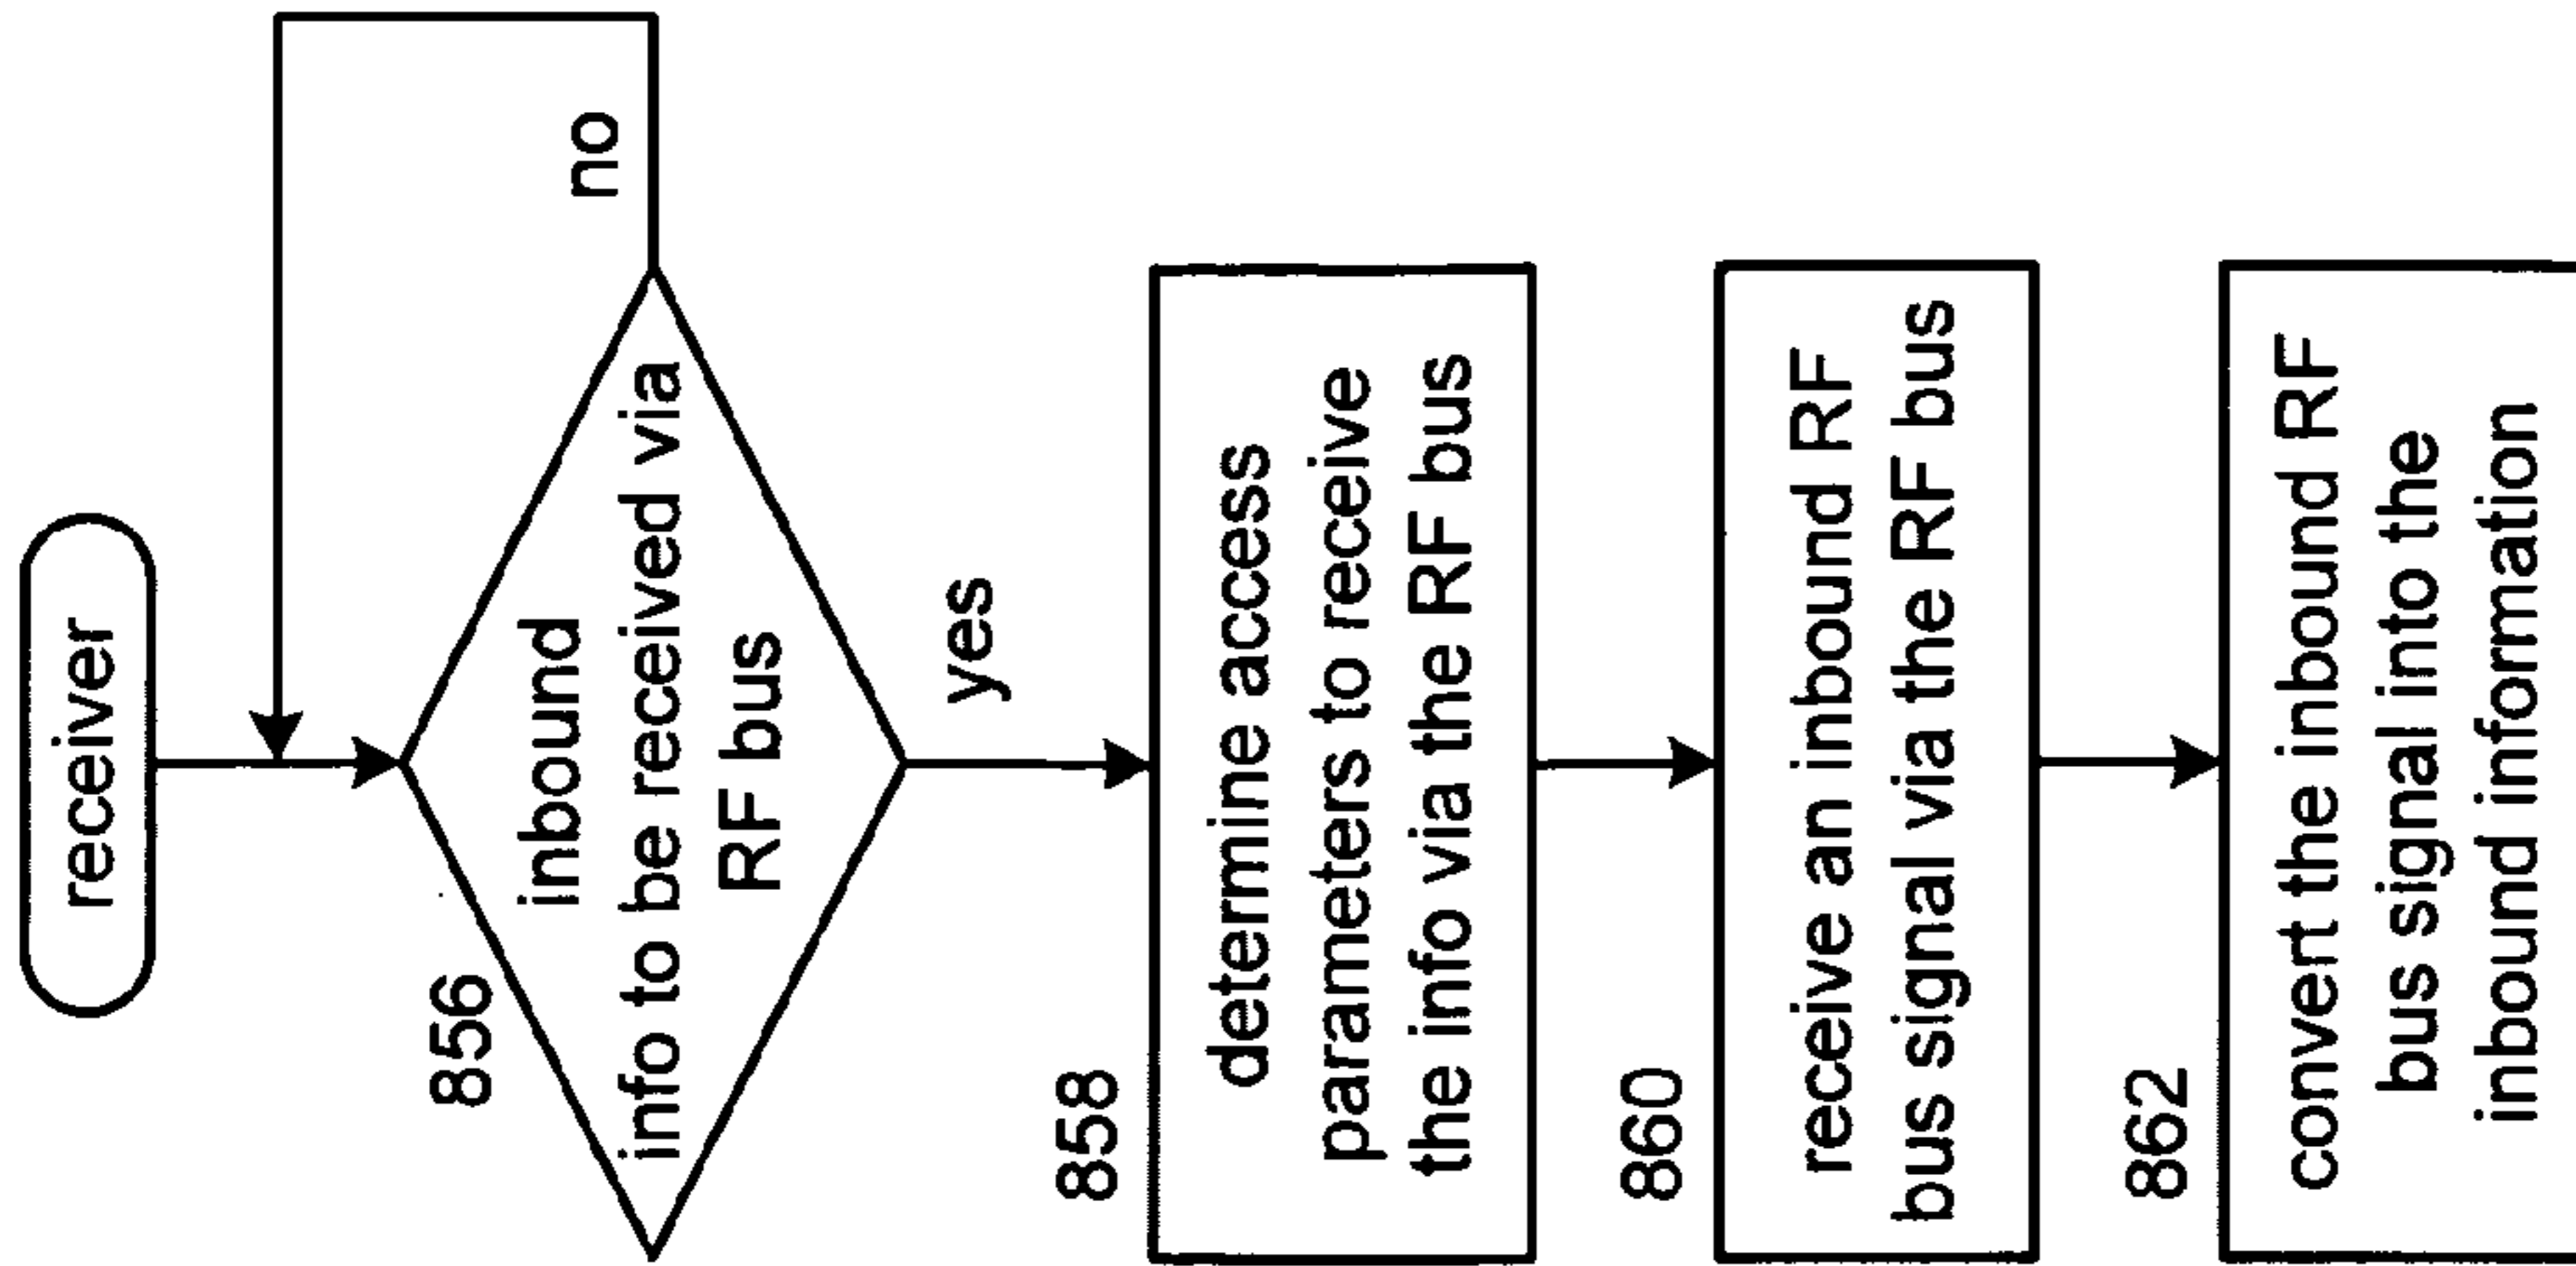 receiver
856
inbound
info to be received via
RF bus
no
yes
858
determine access
parameters to receive
the info via the RF bus
860
receive an inbound RF
bus signal via the RF bus
862
convert the inbound RF
bus signal into the
inbound information